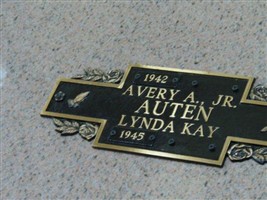 1942
AVERY A., JR.
AUTEN
LYNDA KAY
1945